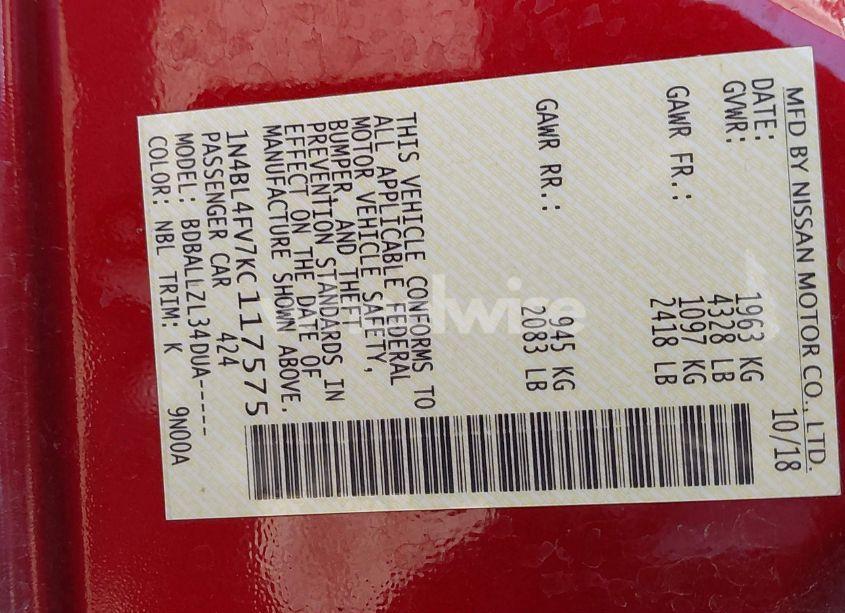 MFD BY NISSAN MOTOR CO., LTD.
DATE: 10/18
GVWR: 1963 KG
4328 LB
GAWR FR.: 1097 KG
2418 LB
GAWR RR.: 945 KG
2083 LB
THIS VEHICLE CONFORMS TO
ALL APPLICABLE FEDERAL
MOTOR VEHICLE SAFETY,
BUMPER, AND THEFT
PREVENTION STANDARDS IN
EFFECT ON THE DATE OF
MANUFACTURE SHOWN ABOVE.
1N4BL4FV7KC117575
PASSENGER CAR 424
MODEL: BDBALLZL34DUA-----
COLOR: NBL TRIM: K 9N00A